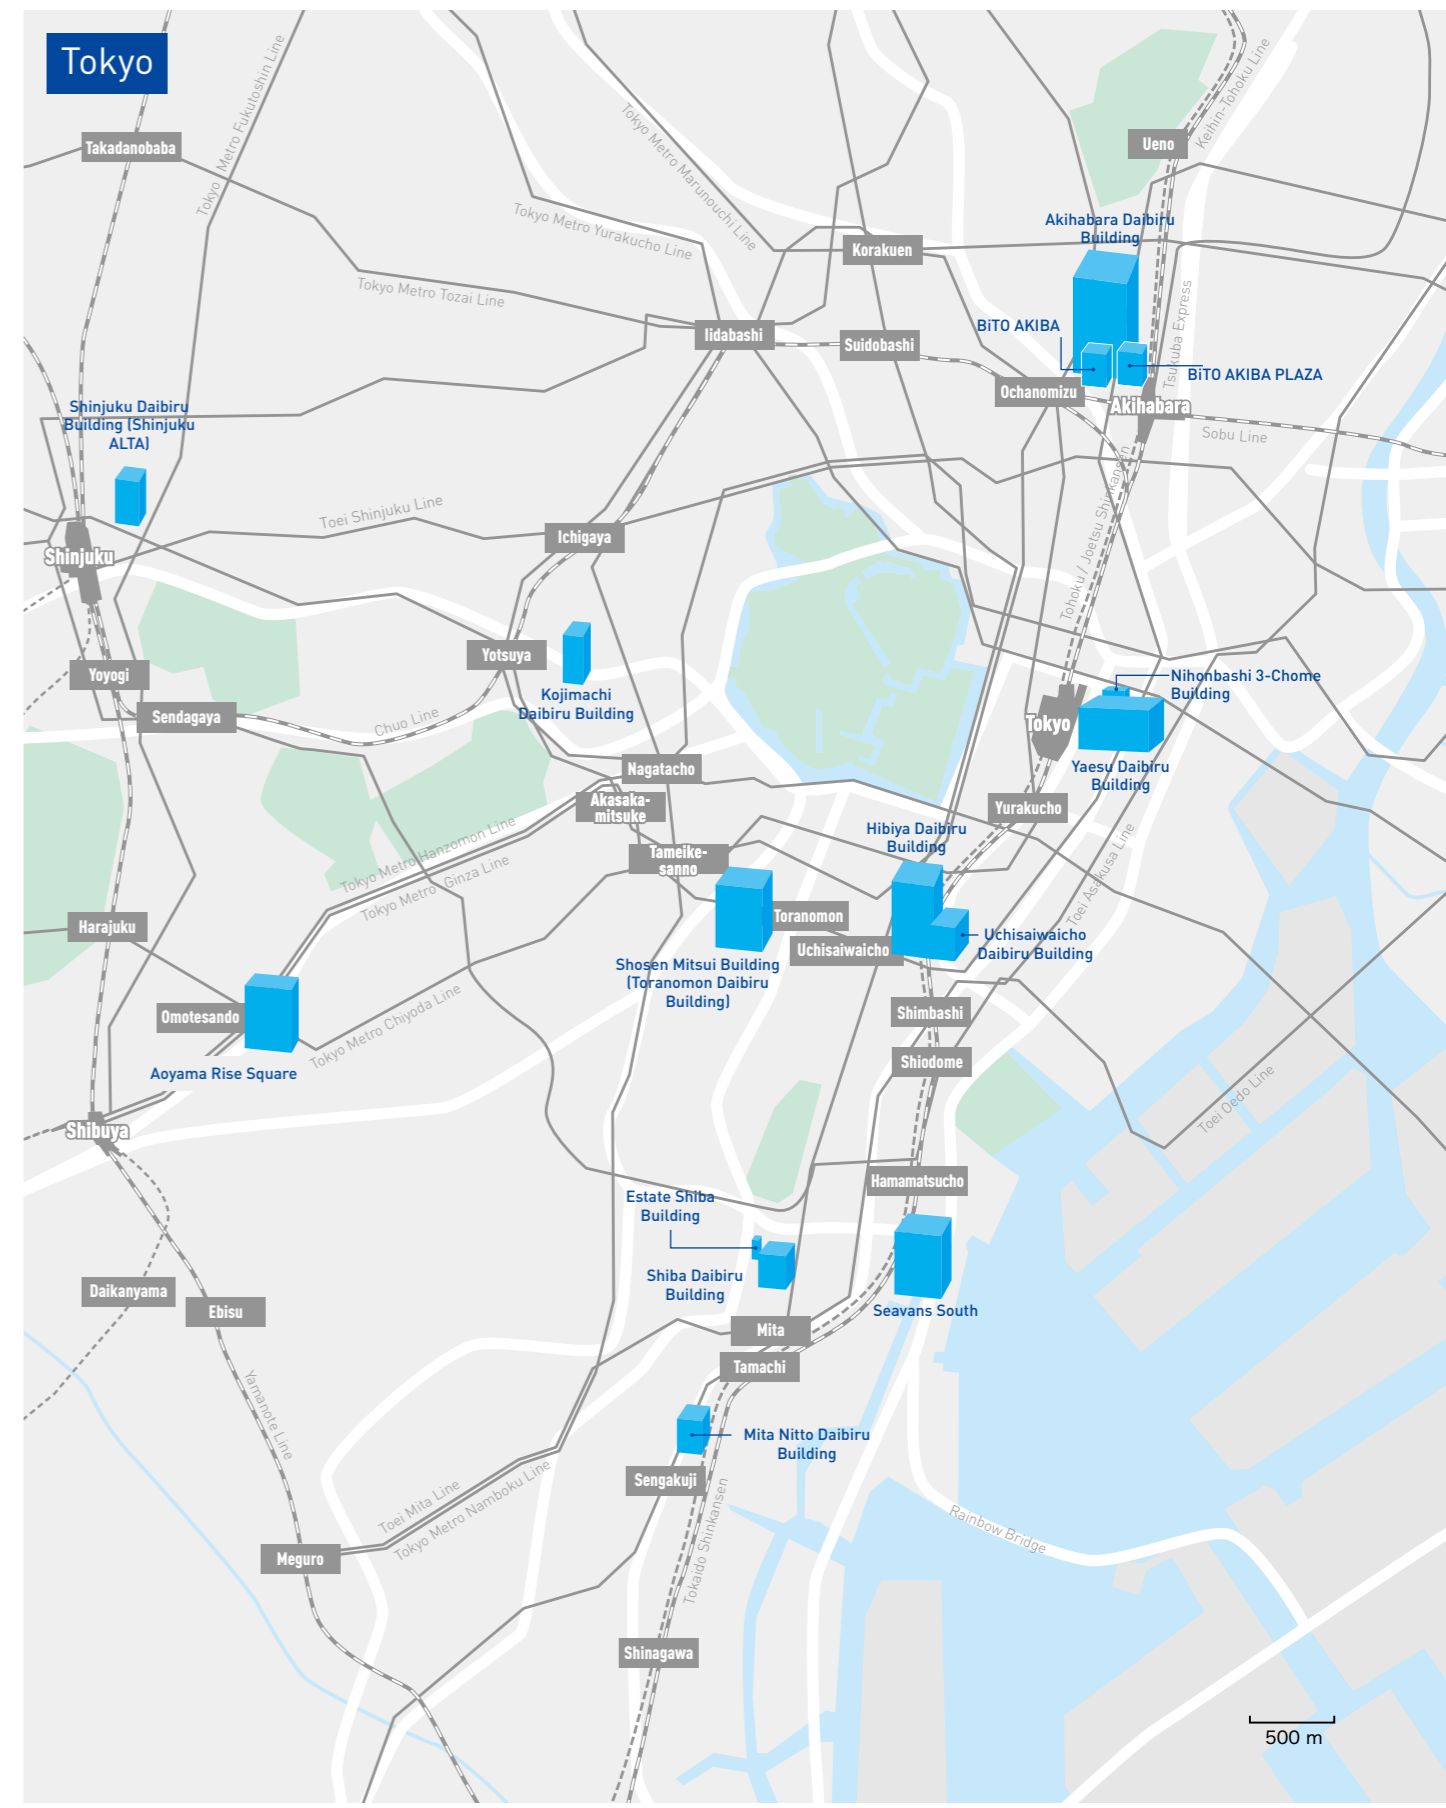 Tokyo
Tokyo Metro Fukutoshin Line
Keihin-Tohoku Line
Takadanobaba
Tokyo Metro Marunouchi Line
Ueno
Tokyo Metro Yurakucho Line
Akihabara Daibiru
Building
Korakuen
Tokyo Metro Tozai Line
Tsukuba Express
BiTO AKIBA
Iidabashi
Suidobashi
BiTO AKIBA PLAZA
Ochanomizu
Akihabara
Shinjuku Daibiru
Building (Shinjuku
ALTA)
Sobu Line
Toei Shinjuku Line
Tohoku / Joetsu Shinkansen
Ichigaya
Shinjuku
Yotsuya
Yoyogi
Kojimachi
Daibiru Building
Nihonbashi 3-Chome
Building
Sendagaya
Chuo Line
Tokyo
Nagatacho
Yaesu Daibiru
Building
Akasaka-
mitsuke
Yurakucho
Hibiya Daibiru
Building
Tokyo Metro Hanzomon Line
Tokyo Metro Ginza Line
Tameike-
sanno
Toei Asakusa Line
Harajuku
Toranomon
Uchisaiwaicho
Uchisaiwaicho
Daibiru Building
Shosen Mitsui Building
(Toranomon Daibiru
Building)
Omotesando
Tokyo Metro Chiyoda Line
Shimbashi
Shiodome
Aoyama Rise Square
Toei Oedo Line
Shibuya
Hamamatsucho
Estate Shiba
Building
Shiba Daibiru
Building
Daikanyama
Ebisu
Seavans South
Mita
Tamachi
Yamanote Line
Mita Nitto Daibiru
Building
Sengakuji
Toei Mita Line
Tokyo Metro Namboku Line
Tokaido Shinkansen
Rainbow Bridge
Meguro
Shinagawa
500 m